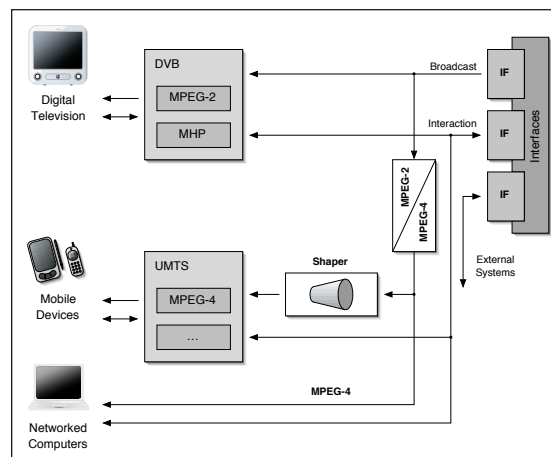 DVB
Broadcast
IF
MPEG-2
Digital
Television
MHP
Interaction
IF
Interfaces
MPEG-2
MPEG-4
IF
External
Systems
UMTS
Shaper
MPEG-4
Mobile
Devices
...
MPEG-4
Networked
Computers